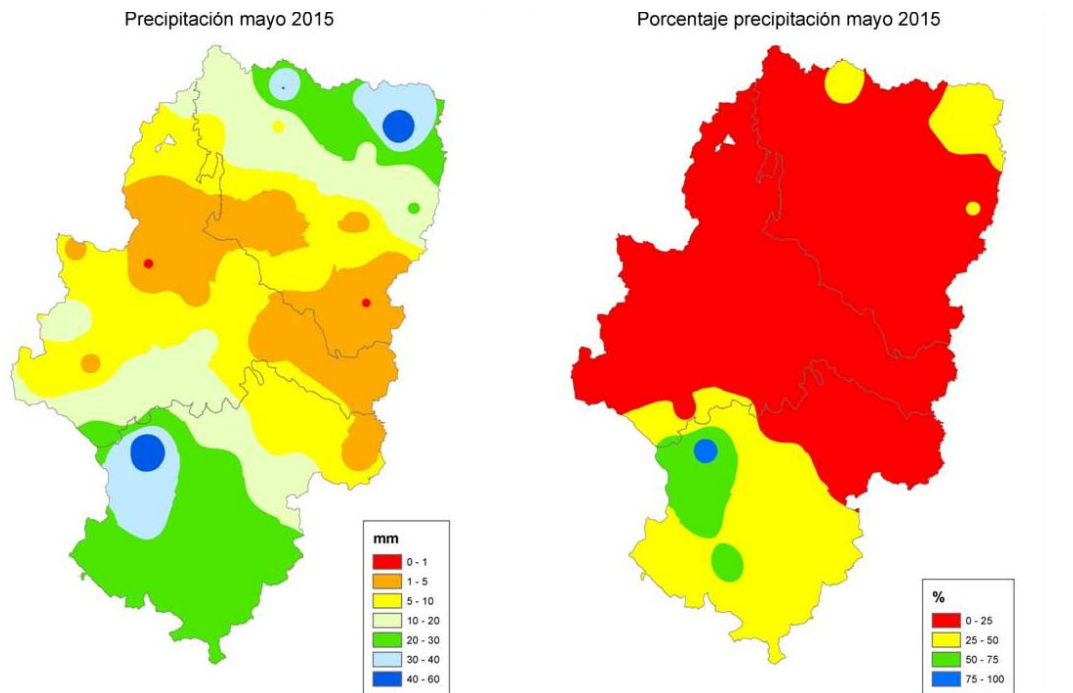 Precipitación mayo 2015
mm
0 - 1
1 - 5
5 - 10
10 - 20
20 - 30
30 - 40
40 - 60
Porcentaje precipitación mayo 2015
%
0 - 25
25 - 50
50 - 75
75 - 100